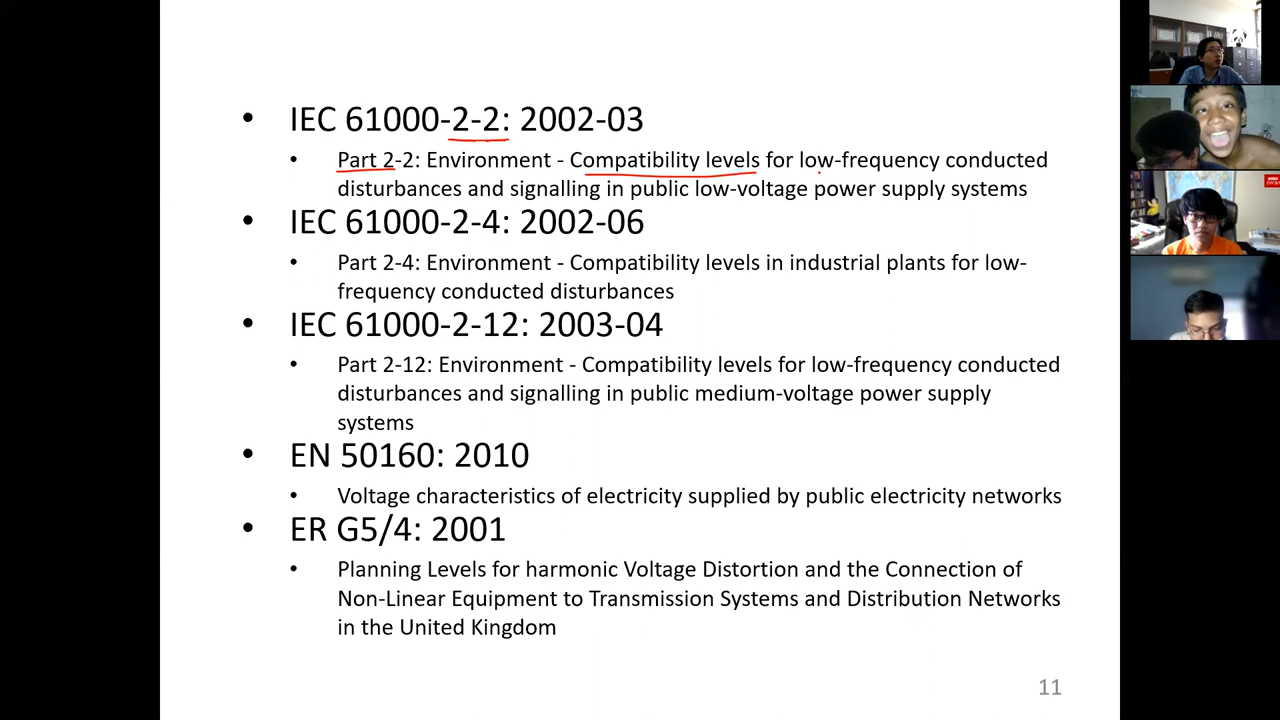 • IEC 61000-2-2: 2002-03
• Part 2-2: Environment - Compatibility levels for low-frequency conducted
disturbances and signalling in public low-voltage power supply systems
• IEC 61000-2-4: 2002-06
• Part 2-4: Environment - Compatibility levels in industrial plants for low-
frequency conducted disturbances
• IEC 61000-2-12: 2003-04
• Part 2-12: Environment - Compatibility levels for low-frequency conducted
disturbances and signalling in public medium-voltage power supply
systems
• EN 50160: 2010
• Voltage characteristics of electricity supplied by public electricity networks
• ER G5/4: 2001
• Planning Levels for harmonic Voltage Distortion and the Connection of
Non-Linear Equipment to Transmission Systems and Distribution Networks
in the United Kingdom
11